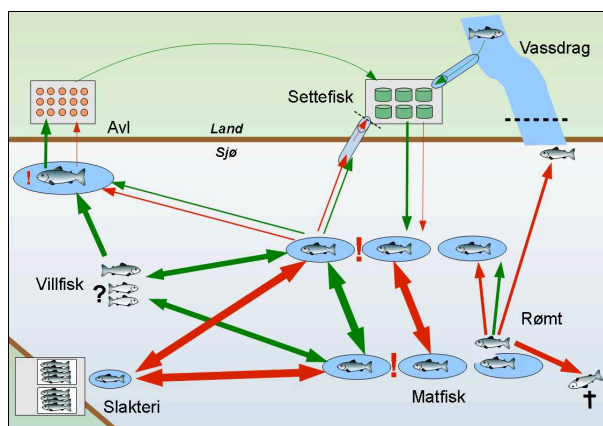 Vassdrag
Settefisk
Avl
Land
Sjø
!
!
Villfisk
?
Rømt
!
Slakteri
Matfisk